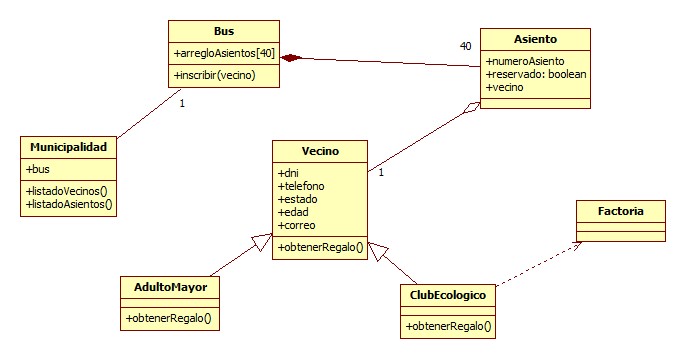 Bus
+arregloAsientos[40]
+inscribir(vecino)
40
Asiento
+numeroAsiento
+reservado: boolean
+vecino
1
Municipalidad
+bus
+listadoVecinos()
+listadoAsientos()
Vecino
+dni
+telefono
+estado
+edad
+correo
+obtenerRegalo()
1
Factoria
AdultoMayor
+obtenerRegalo()
ClubEcologico
+obtenerRegalo()